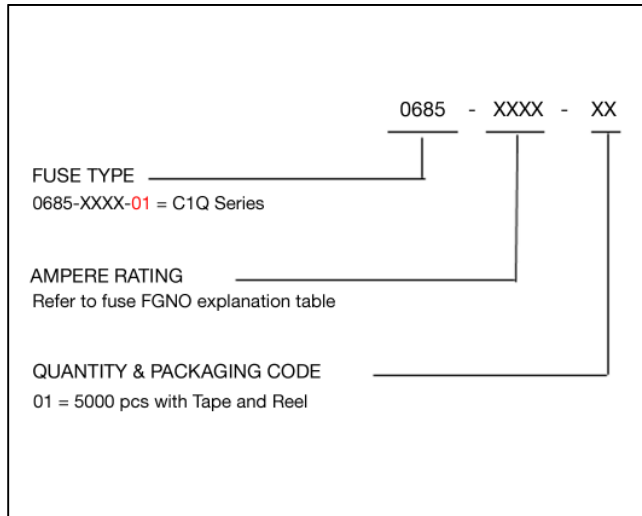 0685 - XXXX - XX
FUSE TYPE
0685-XXXX-01 = C1Q Series
AMPERE RATING
Refer to fuse FGNO explanation table
QUANTITY & PACKAGING CODE
01 = 5000 pcs with Tape and Reel